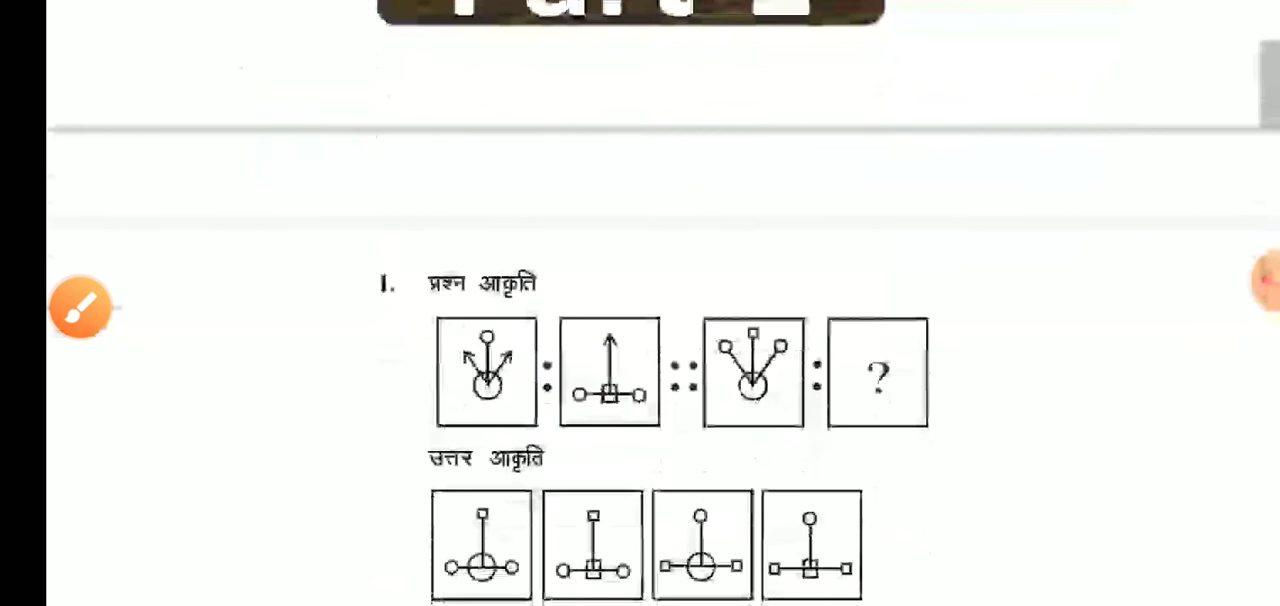 1. प्रश्न आकृति
: :: : ?
उत्तर आकृति